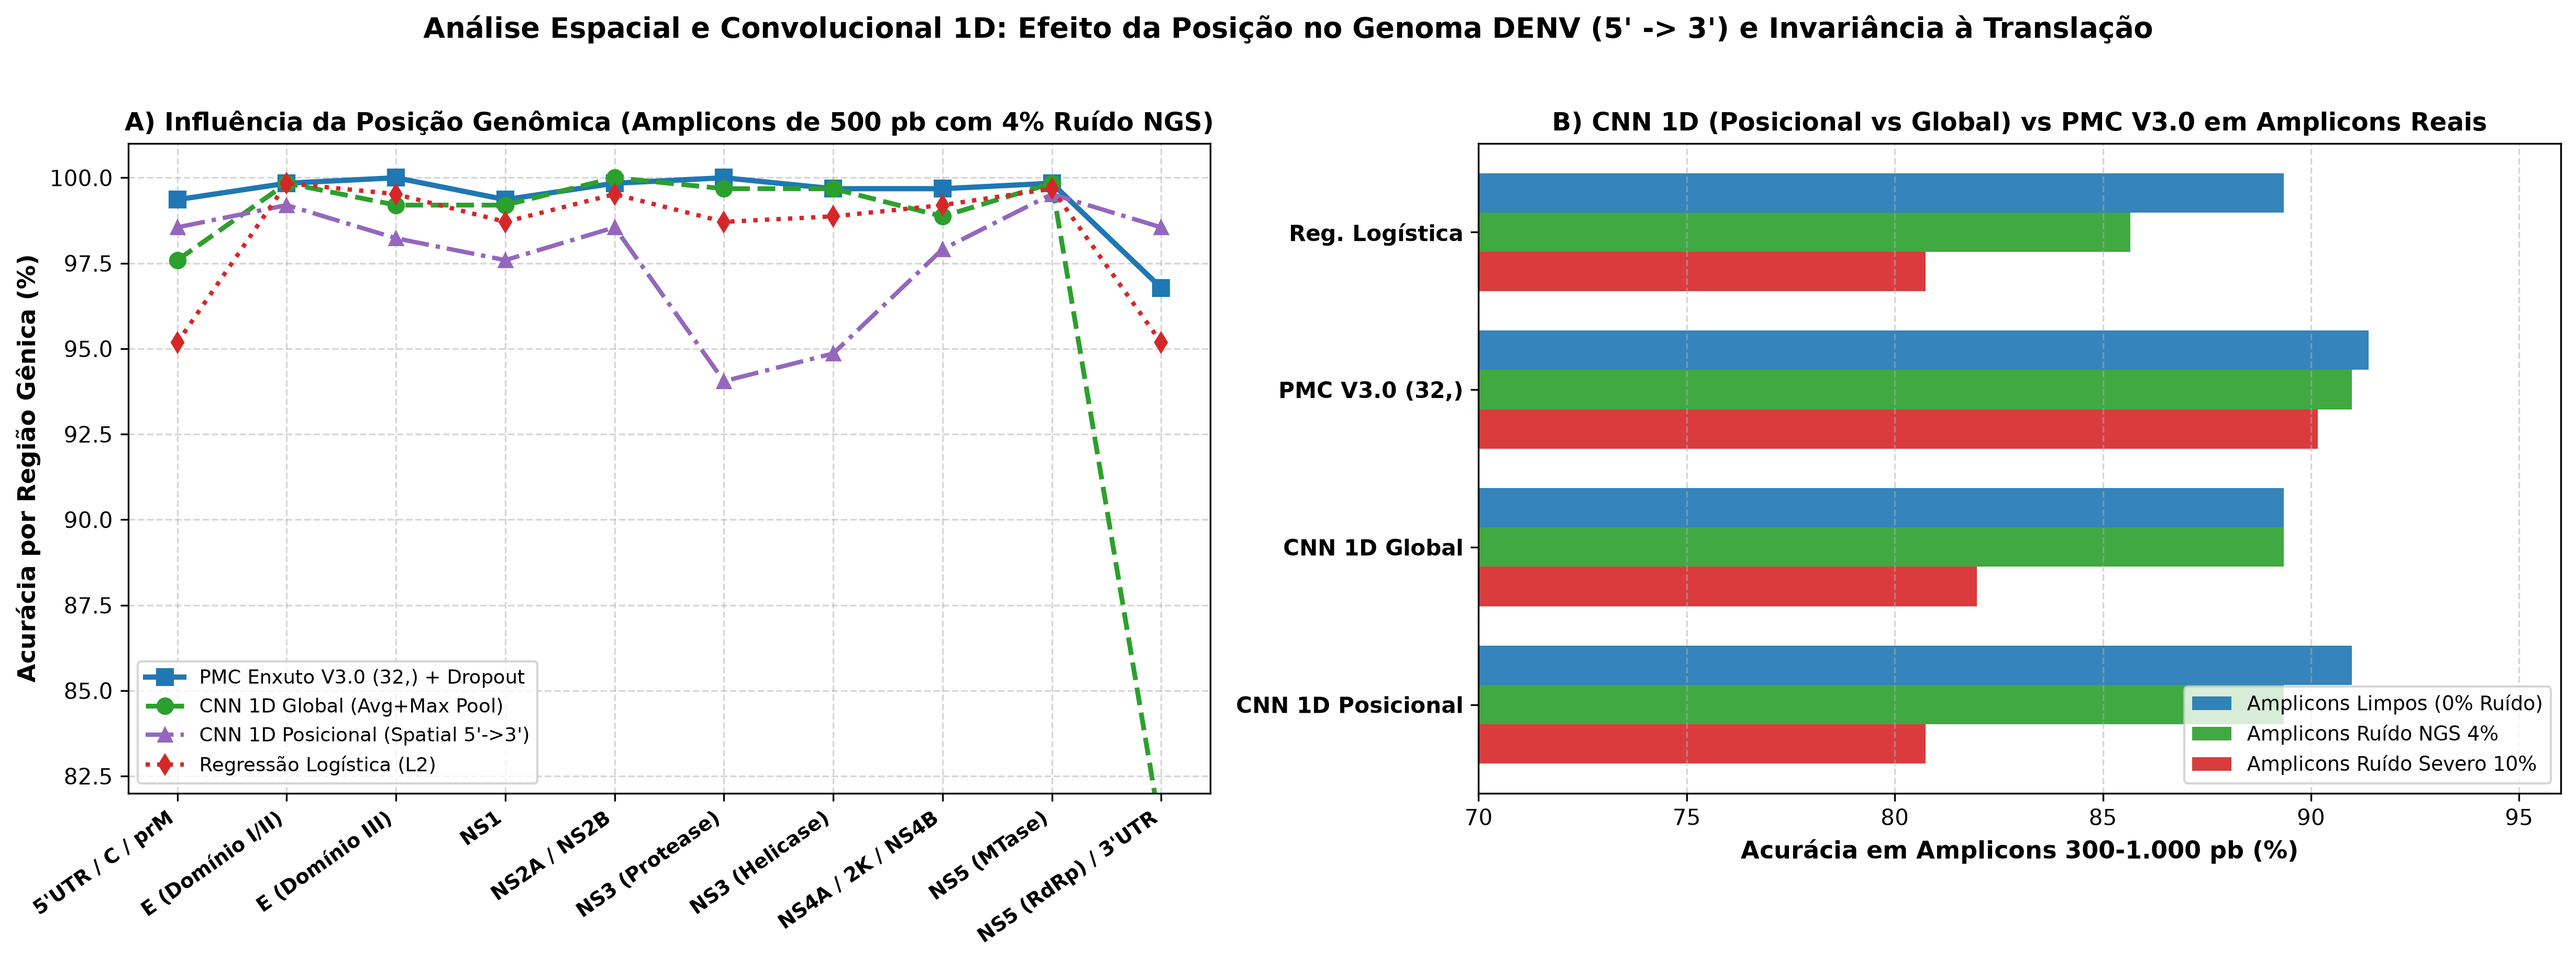 Análise Espacial e Convolucional 1D: Efeito da Posição no Genoma DENV (5' -> 3') e Invariância à Translação
A) Influência da Posição Genômica (Amplicons de 500 pb com 4% Ruído NGS)
Acurácia por Região Gênica (%)
100.0
97.5
95.0
92.5
90.0
87.5
85.0
82.5
PMC Enxuto V3.0 (32,) + Dropout
CNN 1D Global (Avg+Max Pool)
CNN 1D Posicional (Spatial 5'->3')
Regressão Logística (L2)
5'UTR / C / prM
E (Domínio I/II)
E (Domínio III)
NS1
NS2A / NS2B
NS3 (Protease)
NS3 (Helicase)
NS4A / 2K / NS4B
NS5 (MTase)
NS5 (RdRp) / 3'UTR
B) CNN 1D (Posicional vs Global) vs PMC V3.0 em Amplicons Reais
Reg. Logística
PMC V3.0 (32,)
CNN 1D Global
CNN 1D Posicional
Amplicons Limpos (0% Ruído)
Amplicons Ruído NGS 4%
Amplicons Ruído Severo 10%
70
75
80
85
90
95
Acurácia em Amplicons 300-1.000 pb (%)